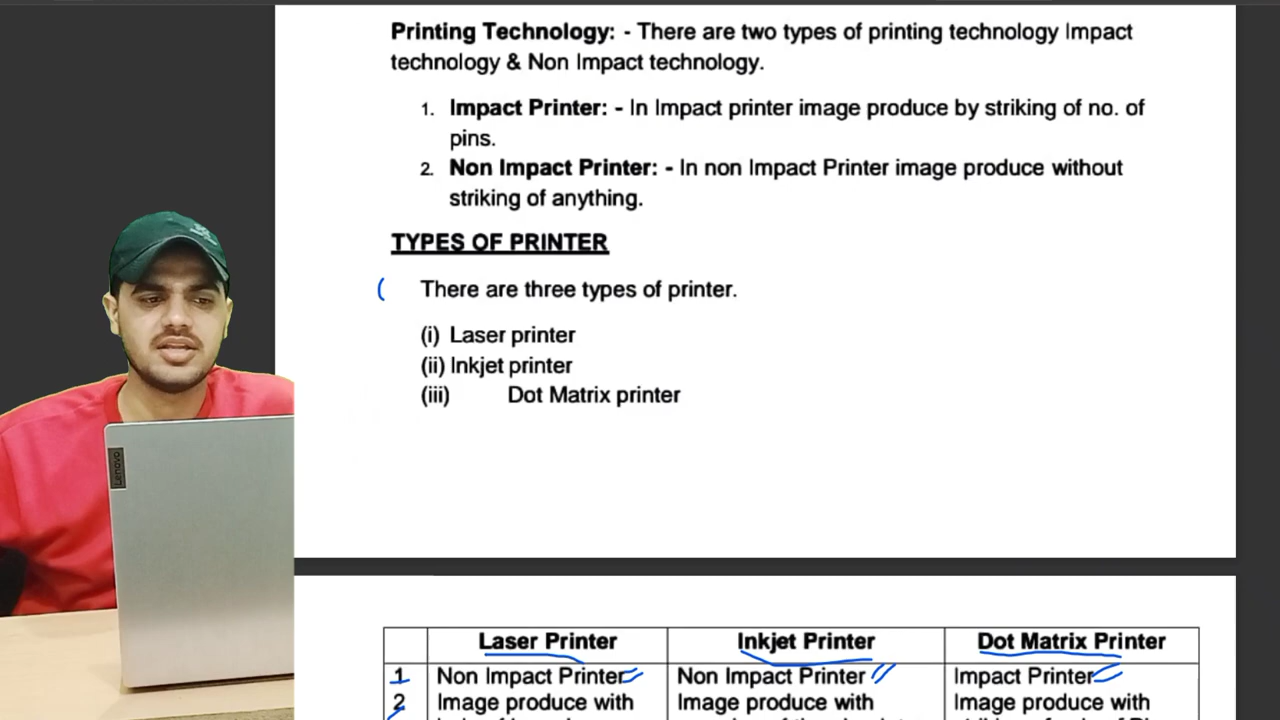 Printing Technology: - There are two types of printing technology Impact
technology & Non Impact technology.
1. Impact Printer: - In Impact printer image produce by striking of no. of
pins.
2. Non Impact Printer: - In non Impact Printer image produce without
striking of anything.
TYPES OF PRINTER
( There are three types of printer.
(i) Laser printer
(ii) Inkjet printer
(iii) Dot Matrix printer
Lenovo
Laser Printer Inkjet Printer Dot Matrix Printer
1 Non Impact Printer Non Impact Printer Impact Printer
2 Image produce with Image produce with Image produce with